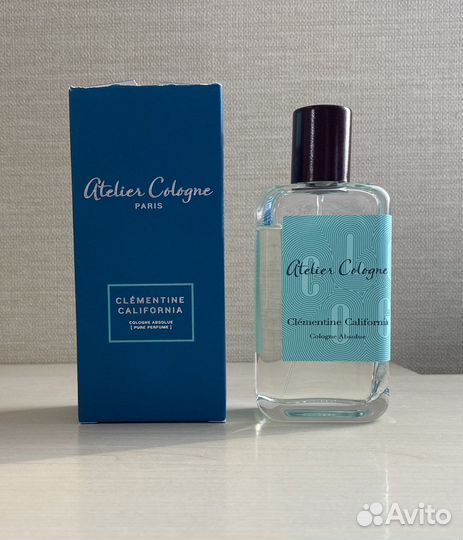 Atelier Cologne
PARIS
CLÉMENTINE
CALIFORNIA
COLOGNE ABSOLUE
[ PURE PERFUME ]
Atelier Cologne
Clémentine California
Cologne Absolue
Avito